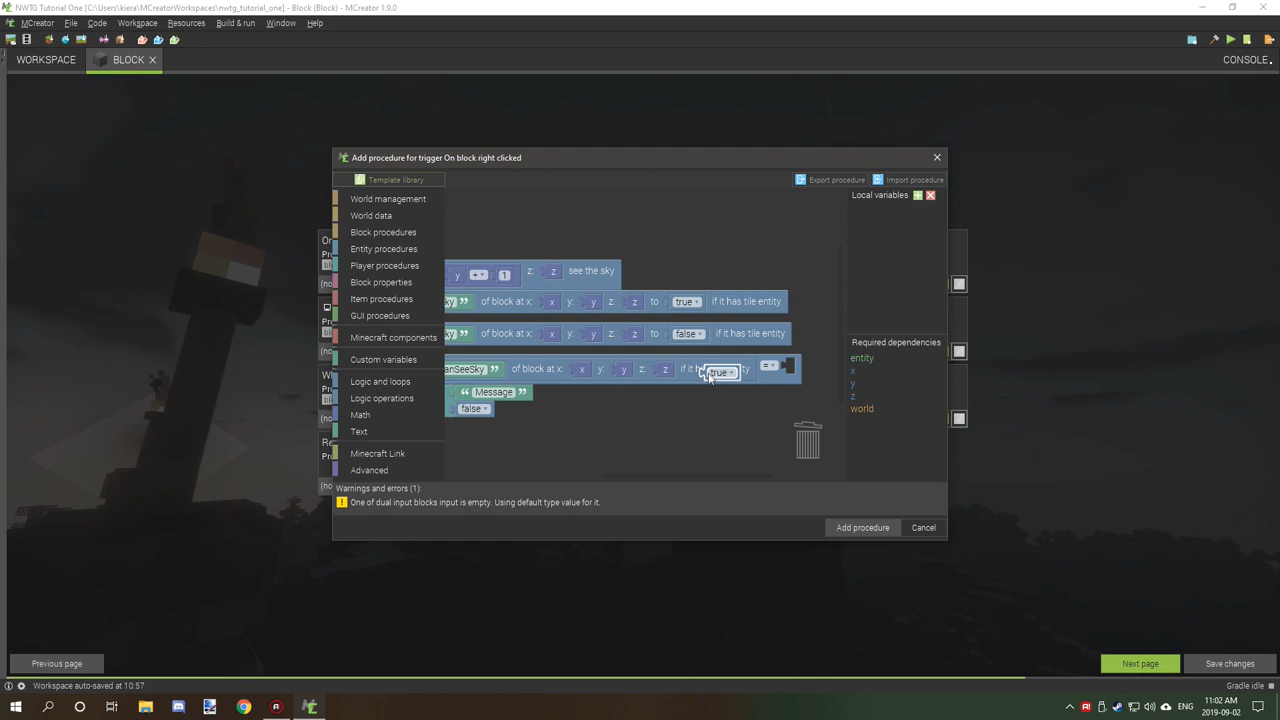 NWTG Tutorial One [C:\Users\kiera\MCreatorWorkspaces\nwtg_tutorial_one] - Block (Block) - MCreator 1.9.0
MCreator File Code Workspace Resources Build & run Window Help
WORKSPACE BLOCK CONSOLE
Add procedure for trigger On block right clicked
Template library Export procedure Import procedure
World management
World data
Block procedures
Entity procedures
Player procedures
Block properties
Item procedures
GUI procedures
Minecraft components
Custom variables
Logic and loops
Logic operations
Math
Text
Minecraft Link
Advanced
y + 1 z: z see the sky
ky ” of block at x: x y: y z: z to true if it has tile entity
ky ” of block at x: x y: y z: z to false if it has tile entity
anSeeSky ” of block at x: x y: y z: z if it h true ty =
“ Message ”
false
Local variables
Required dependencies
entity
x
y
z
world
Warnings and errors (1):
One of dual input blocks input is empty. Using default type value for it.
Add procedure Cancel
Previous page Next page Save changes
Workspace auto-saved at 10:57 Gradle idle
ENG 11:02 AM
2019-09-02